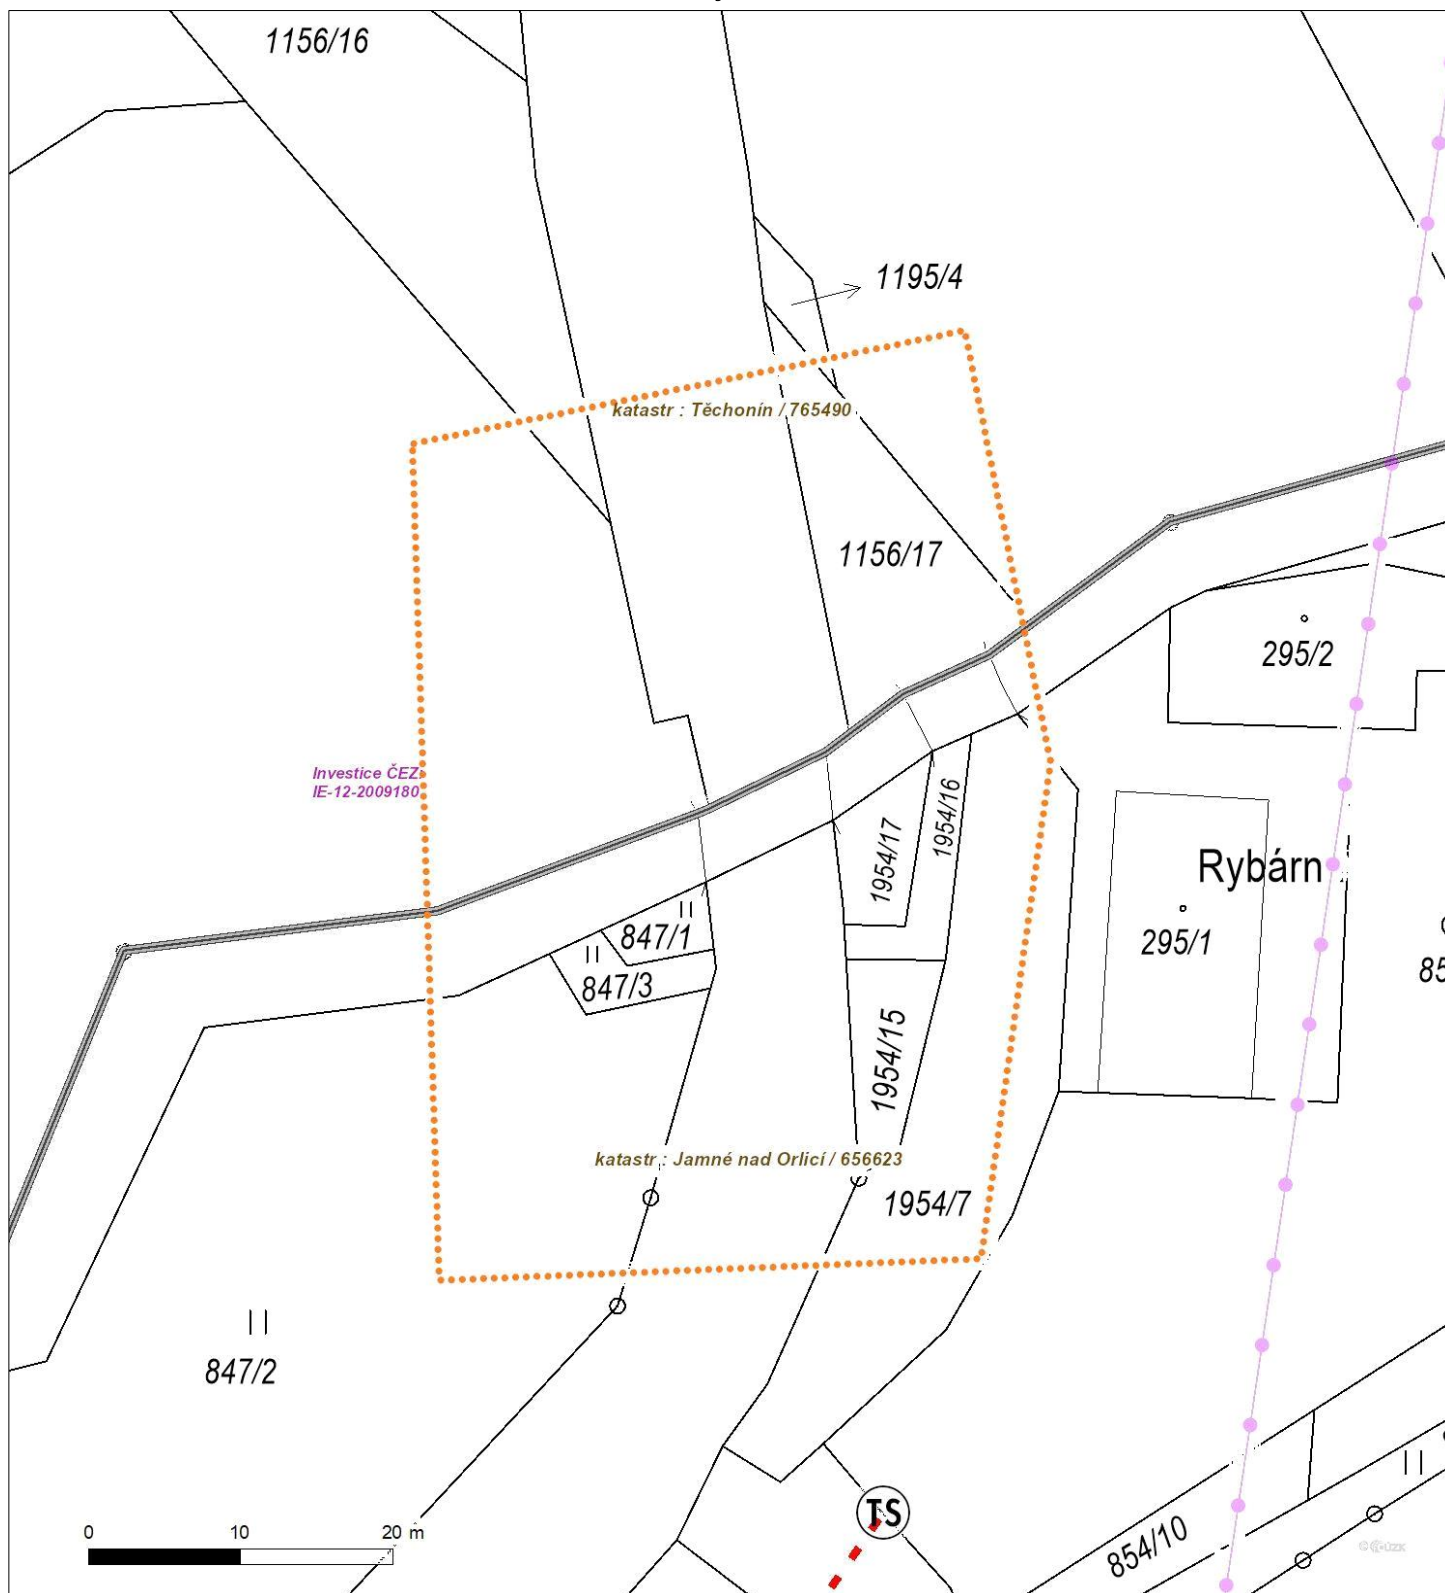 1156/16
1195/4
katastr : Těchonín / 765490
1156/17
295/2
Investice ČEZ
IE-12-2009180
1954/16
1954/17
Rybárn
847/1
295/1
847/3
85
1954/15
katastr : Jamné nad Orlicí / 656623
1954/7
847/2
TS
0 10 20 m
854/10